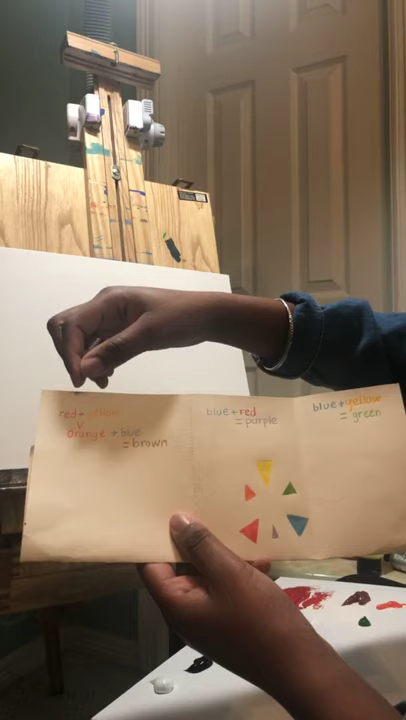 red + yellow
orange + blue
= brown
blue + red
= purple
blue + yellow
= green